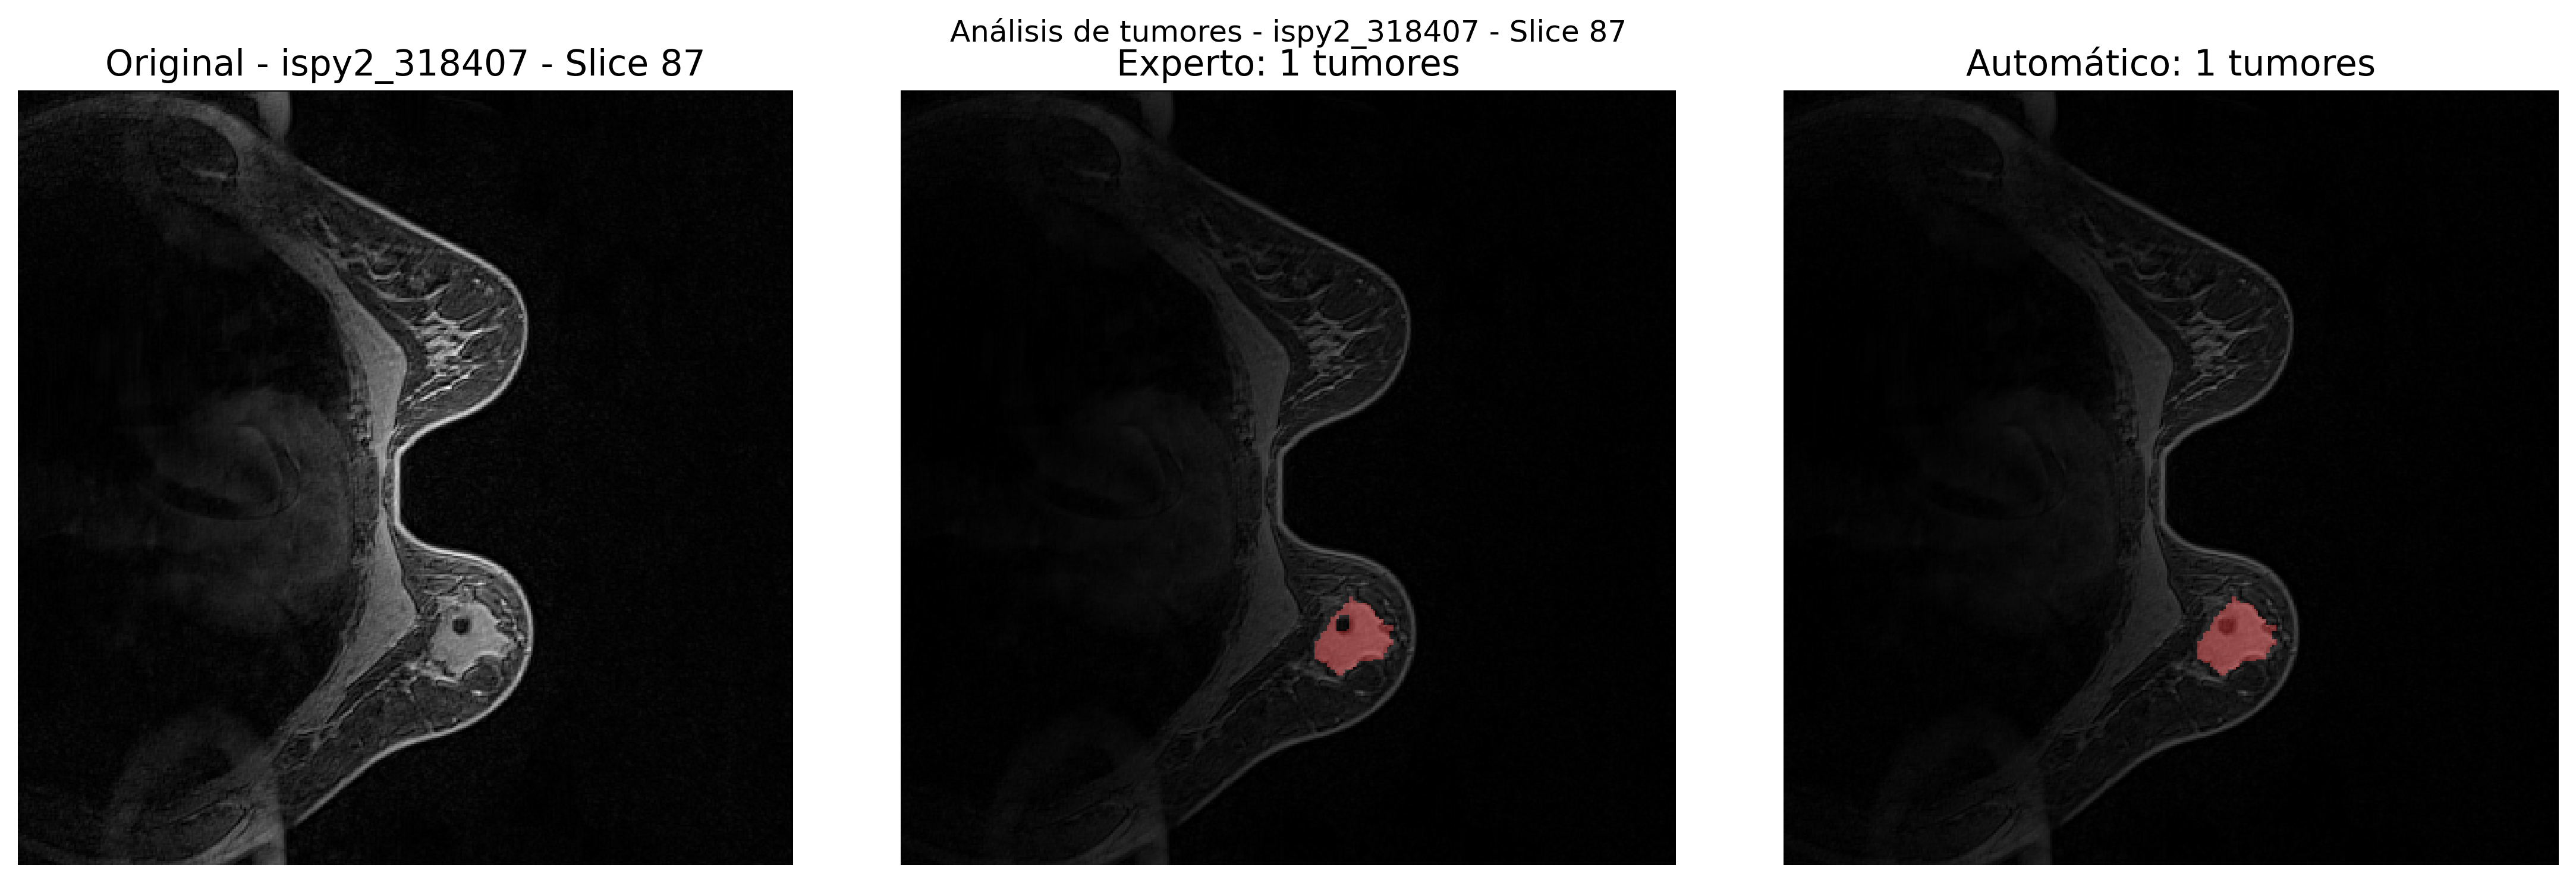 Análisis de tumores - ispy2_318407 - Slice 87
Original - ispy2_318407 - Slice 87
Experto: 1 tumores
Automático: 1 tumores